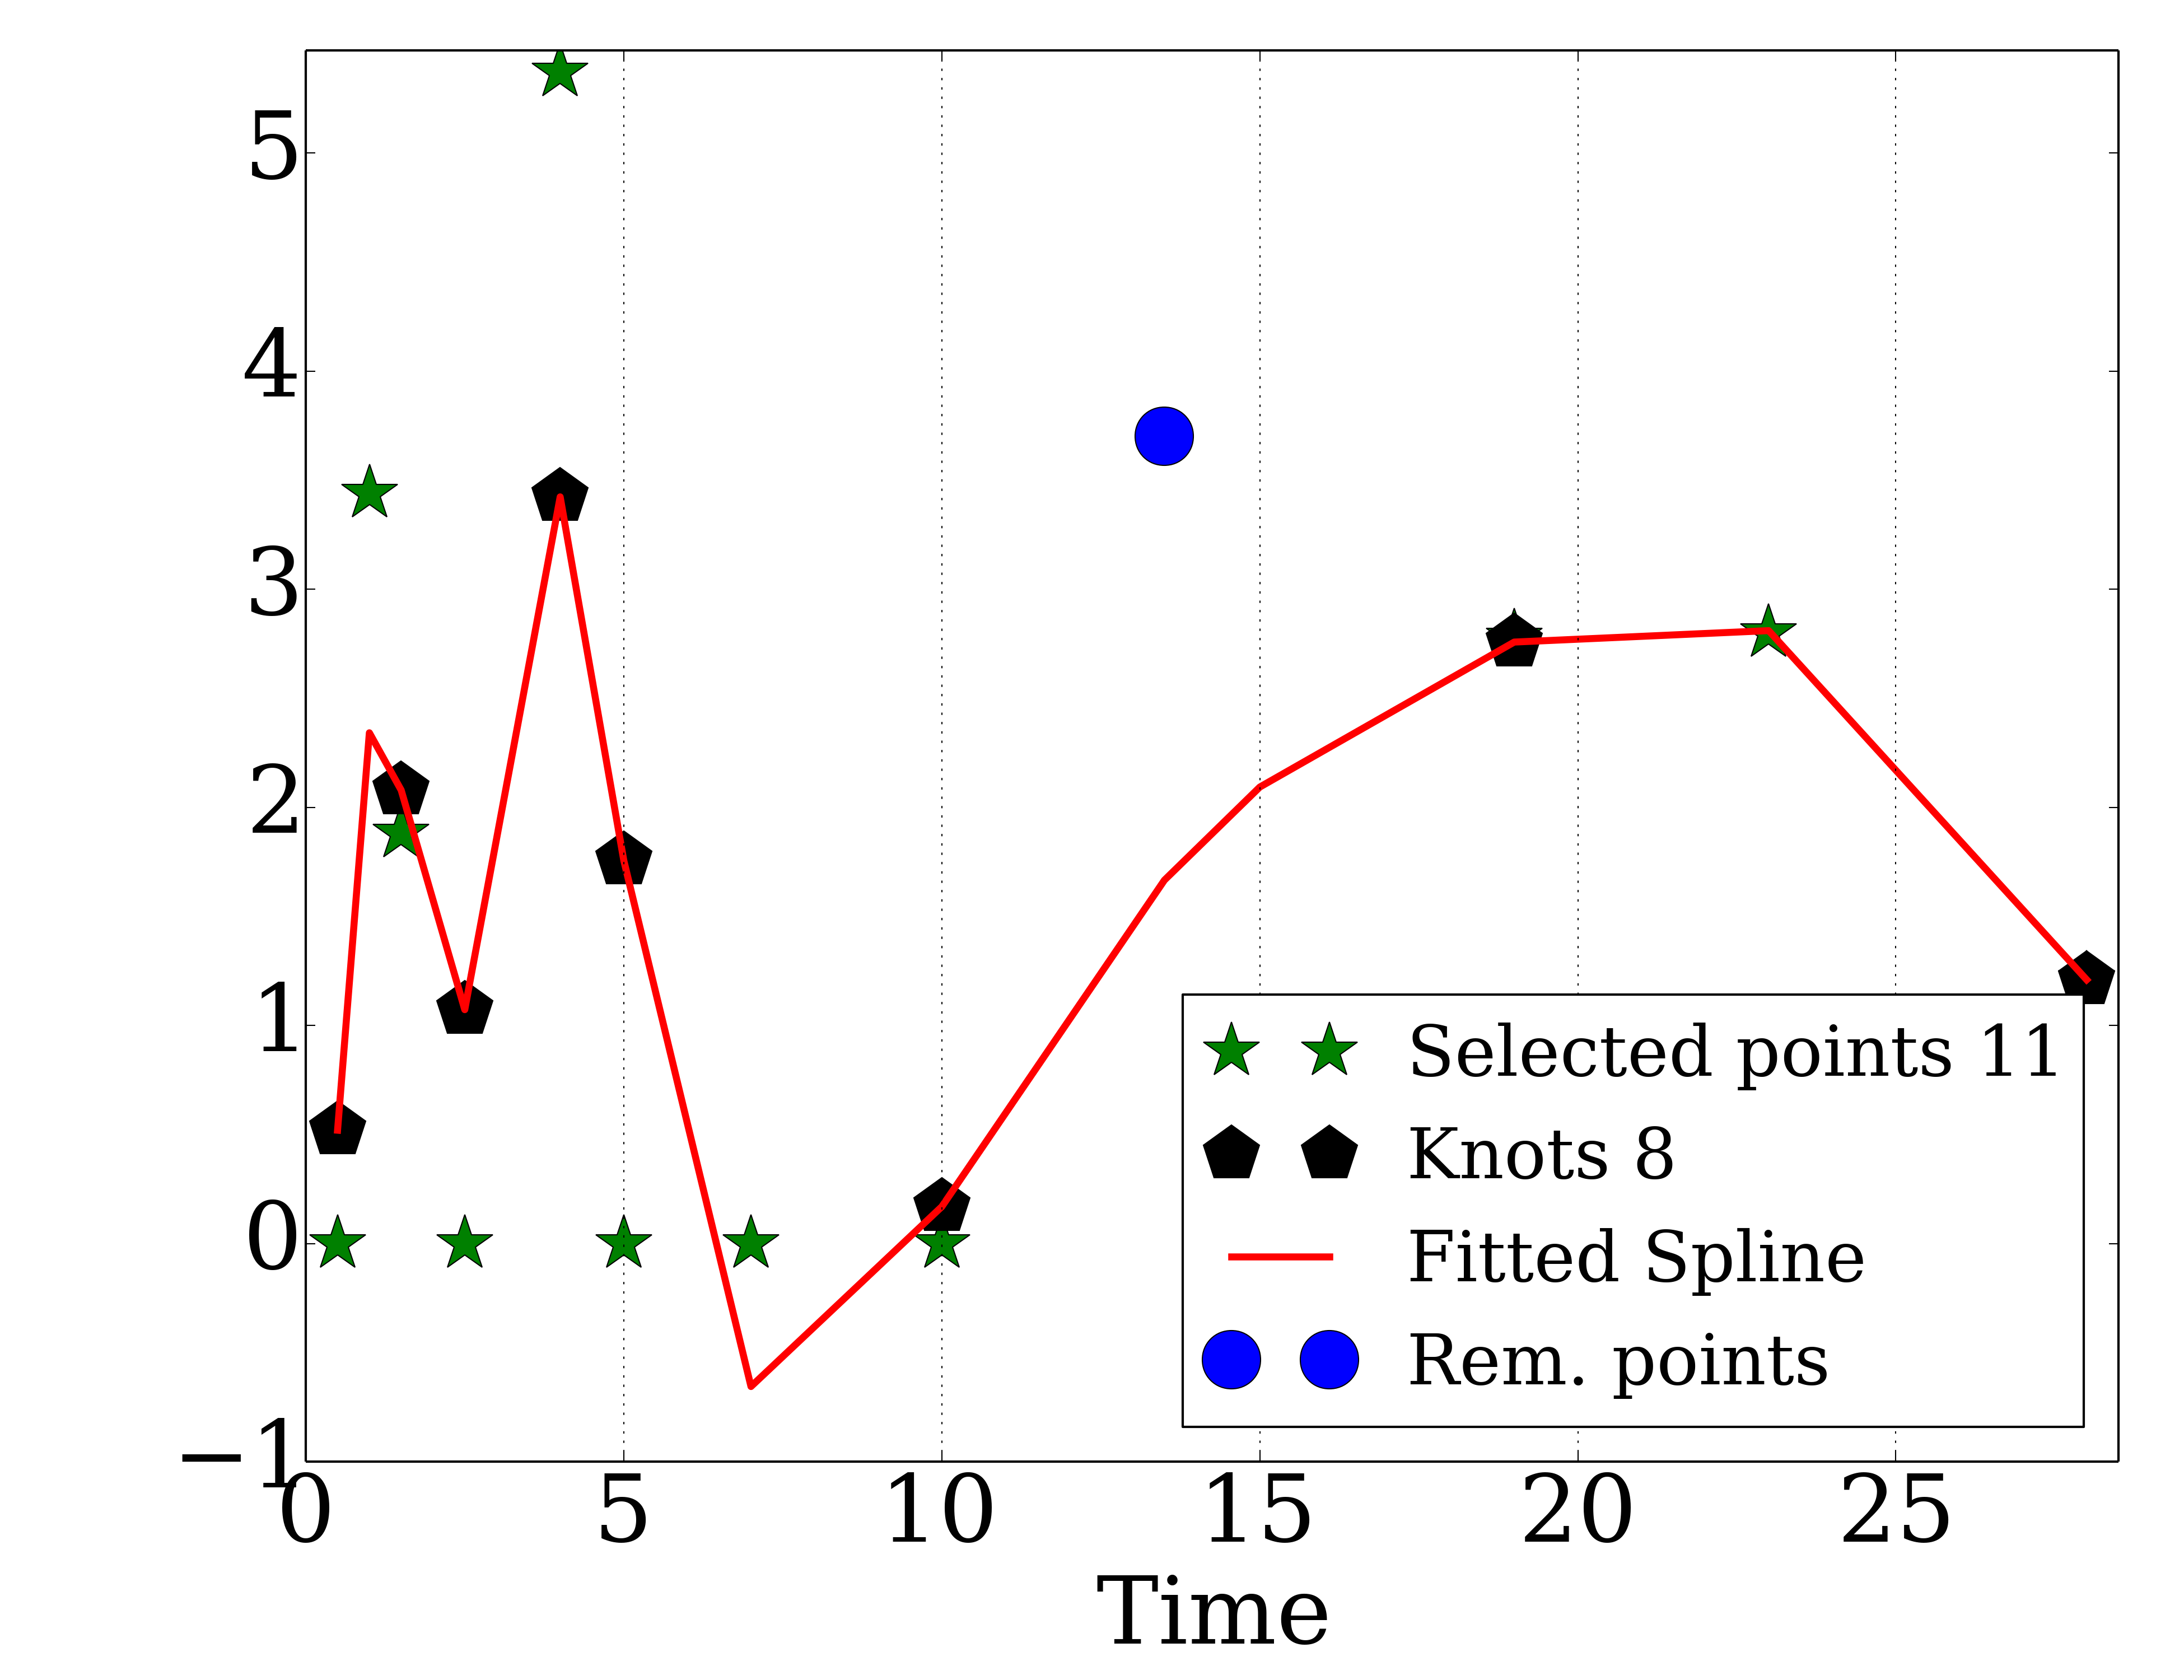 5
4
3
2
1
0
−1
Selected points 11
Knots 8
Fitted Spline
Rem. points
0 5 10 15 20 25
Time